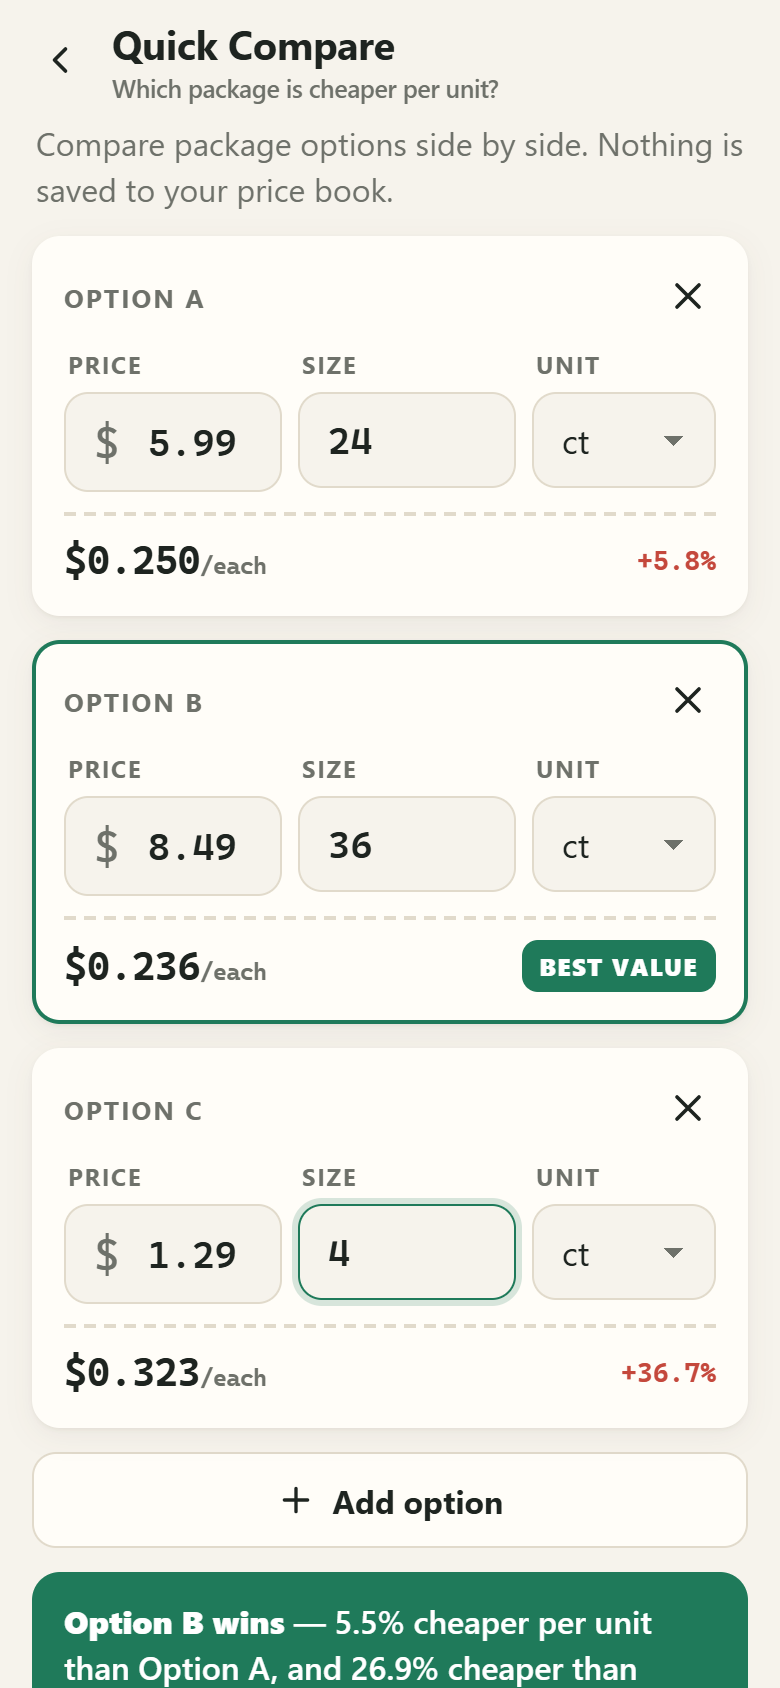 Quick Compare
Which package is cheaper per unit?
Compare package options side by side. Nothing is
saved to your price book.
OPTION A
PRICE SIZE UNIT
$ 5.99 24 ct
$0.250/each +5.8%
OPTION B
PRICE SIZE UNIT
$ 8.49 36 ct
$0.236/each BEST VALUE
OPTION C
PRICE SIZE UNIT
$ 1.29 4 ct
$0.323/each +36.7%
+ Add option
Option B wins — 5.5% cheaper per unit
than Option A, and 26.9% cheaper than